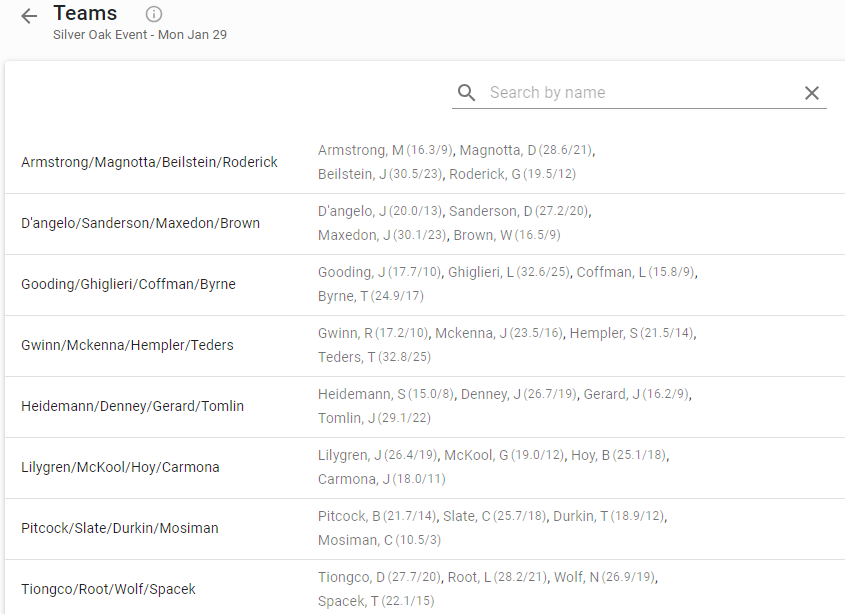 Teams
Silver Oak Event - Mon Jan 29
Search by name
Armstrong/Magnotta/Beilstein/Roderick
Armstrong, M (16.3/9), Magnotta, D (28.6/21),
Beilstein, J (30.5/23), Roderick, G (19.5/12)
D'angelo/Sanderson/Maxedon/Brown
D'angelo, J (20.0/13), Sanderson, D (27.2/20),
Maxedon, J (30.1/23), Brown, W (16.5/9)
Gooding/Ghiglieri/Coffman/Byrne
Gooding, J (17.7/10), Ghiglieri, L (32.6/25), Coffman, L (15.8/9),
Byrne, T (24.9/17)
Gwinn/Mckenna/Hempler/Teders
Gwinn, R (17.2/10), Mckenna, J (23.5/16), Hempler, S (21.5/14),
Teders, T (32.8/25)
Heidemann/Denney/Gerard/Tomlin
Heidemann, S (15.0/8), Denney, J (26.7/19), Gerard, J (16.2/9),
Tomlin, J (29.1/22)
Lilygren/McKool/Hoy/Carmona
Lilygren, J (26.4/19), McKool, G (19.0/12), Hoy, B (25.1/18),
Carmona, J (18.0/11)
Pitcock/Slate/Durkin/Mosiman
Pitcock, B (21.7/14), Slate, C (25.7/18), Durkin, T (18.9/12),
Mosiman, C (10.5/3)
Tiongco/Root/Wolf/Spacek
Tiongco, D (27.7/20), Root, L (28.2/21), Wolf, N (26.9/19),
Spacek, T (22.1/15)